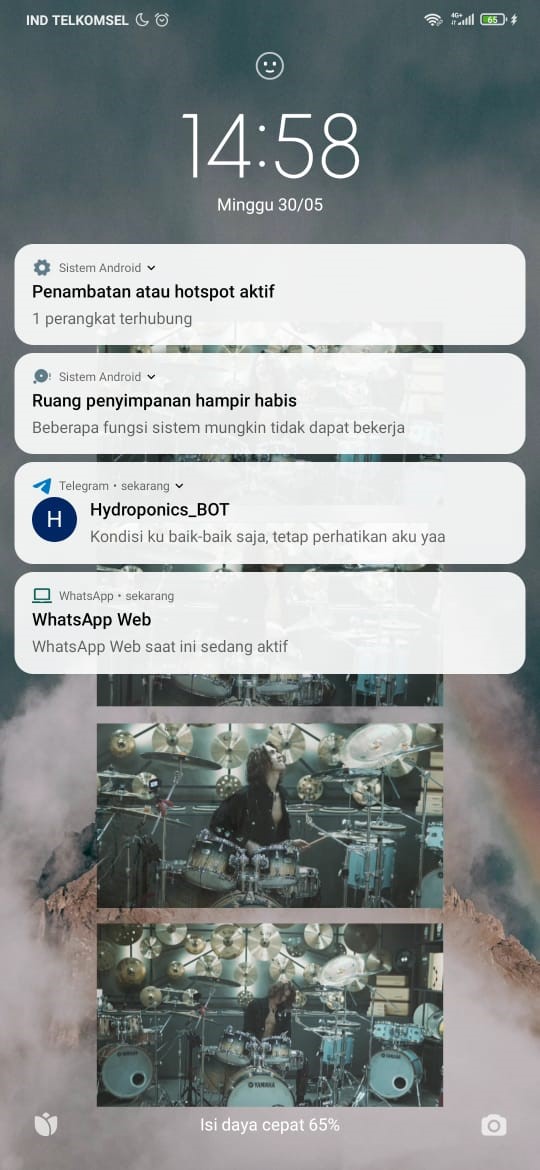 IND TELKOMSEL
4G+
65
14:58
Minggu 30/05
Sistem Android
Penambatan atau hotspot aktif
1 perangkat terhubung
Sistem Android
Ruang penyimpanan hampir habis
Beberapa fungsi sistem mungkin tidak dapat bekerja
Telegram • sekarang
H
Hydroponics_BOT
Kondisi ku baik-baik saja, tetap perhatikan aku yaa
WhatsApp • sekarang
WhatsApp Web
WhatsApp Web saat ini sedang aktif
YAMAHA
YAMAHA
YAMAHA
Isi daya cepat 65%